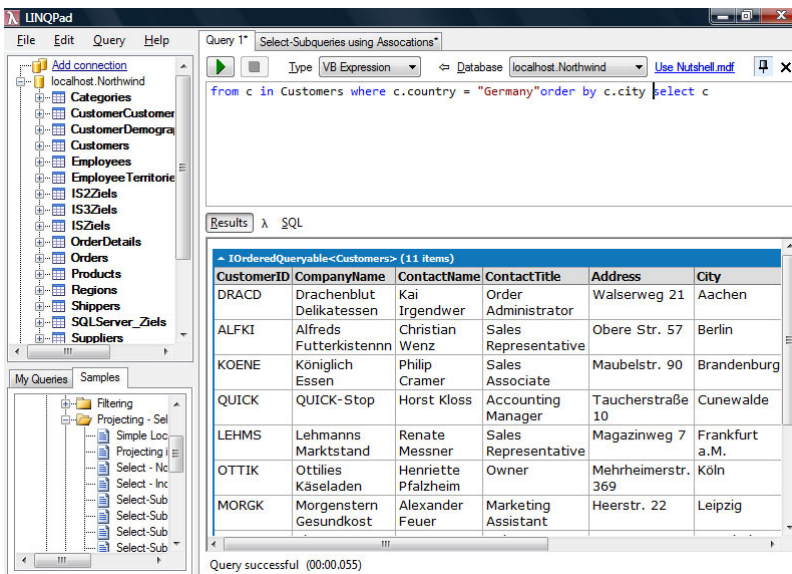 LINQPad
File Edit Query Help
Add connection
localhost.Northwind
Categories
CustomerCustomer
CustomerDemogra
Customers
Employees
EmployeeTerritorie
IS2Ziels
IS3Ziels
ISZiels
OrderDetails
Orders
Products
Regions
Shippers
SQLServer_Ziels
Suppliers
My Queries Samples
Filtering
Projecting - Sel
Simple Loc
Projecting i
Select - Nc
Select - Inc
Select-Sub
Select-Sub
Select-Sub
Select-Sub
Query 1* Select-Subqueries using Assocations*
Type VB Expression Database localhost.Northwind Use Nutshell.mdf
from c in Customers where c.country = "Germany"order by c.city select c
Results λ SQL
IOrderedQueryable<Customers> (11 items)
CustomerID CompanyName ContactName ContactTitle Address City
DRACD Drachenblut Kai Order Walserweg 21 Aachen
Delikatessen Irgendwer Administrator
ALFKI Alfreds Christian Sales Obere Str. 57 Berlin
Futterkistennn Wenz Representative
KOENE Königlich Philip Sales Maubelstr. 90 Brandenburg
Essen Cramer Associate
QUICK QUICK-Stop Horst Kloss Accounting Taucherstraße Cunewalde
Manager 10
LEHMS Lehmanns Renate Sales Magazinweg 7 Frankfurt
Marktstand Messner Representative a.M.
OTTIK Ottilies Henriette Owner Mehrheimerstr. Köln
Käseladen Pfalzheim 369
MORGK Morgenstern Alexander Marketing Heerstr. 22 Leipzig
Gesundkost Feuer Assistant
Query successful (00:00.055)